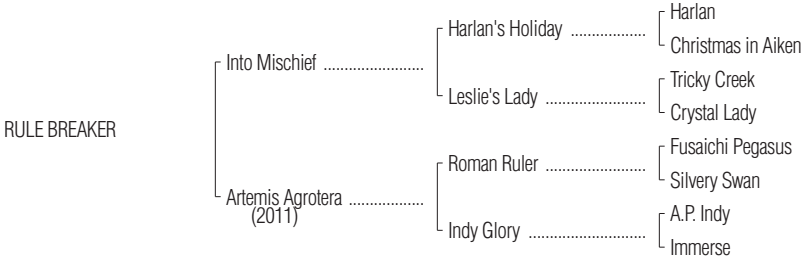 Harlan
Harlan's Holiday ....................
Christmas in Aiken
Into Mischief ..........................
Tricky Creek
Leslie's Lady ...........................
Crystal Lady
RULE BREAKER
Fusaichi Pegasus
Roman Ruler ...........................
Silvery Swan
Artemis Agrotera ...................
(2011)
A.P. Indy
Indy Glory ...............................
Immerse